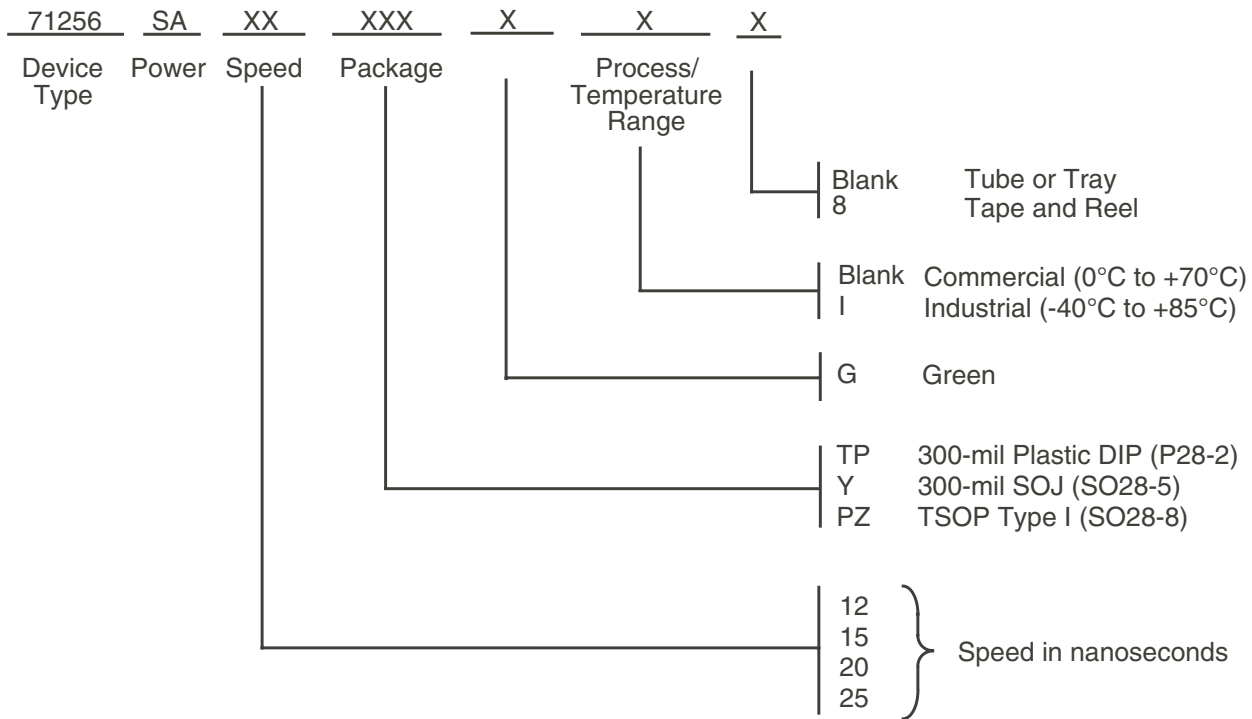 71256 SA XX XXX X X X
Device Type Power Speed Package Process/ Temperature Range
Blank Tube or Tray
8 Tape and Reel
Blank Commercial (0°C to +70°C)
I Industrial (-40°C to +85°C)
G Green
TP 300-mil Plastic DIP (P28-2)
Y 300-mil SOJ (SO28-5)
PZ TSOP Type I (SO28-8)
12
15
20
25
Speed in nanoseconds